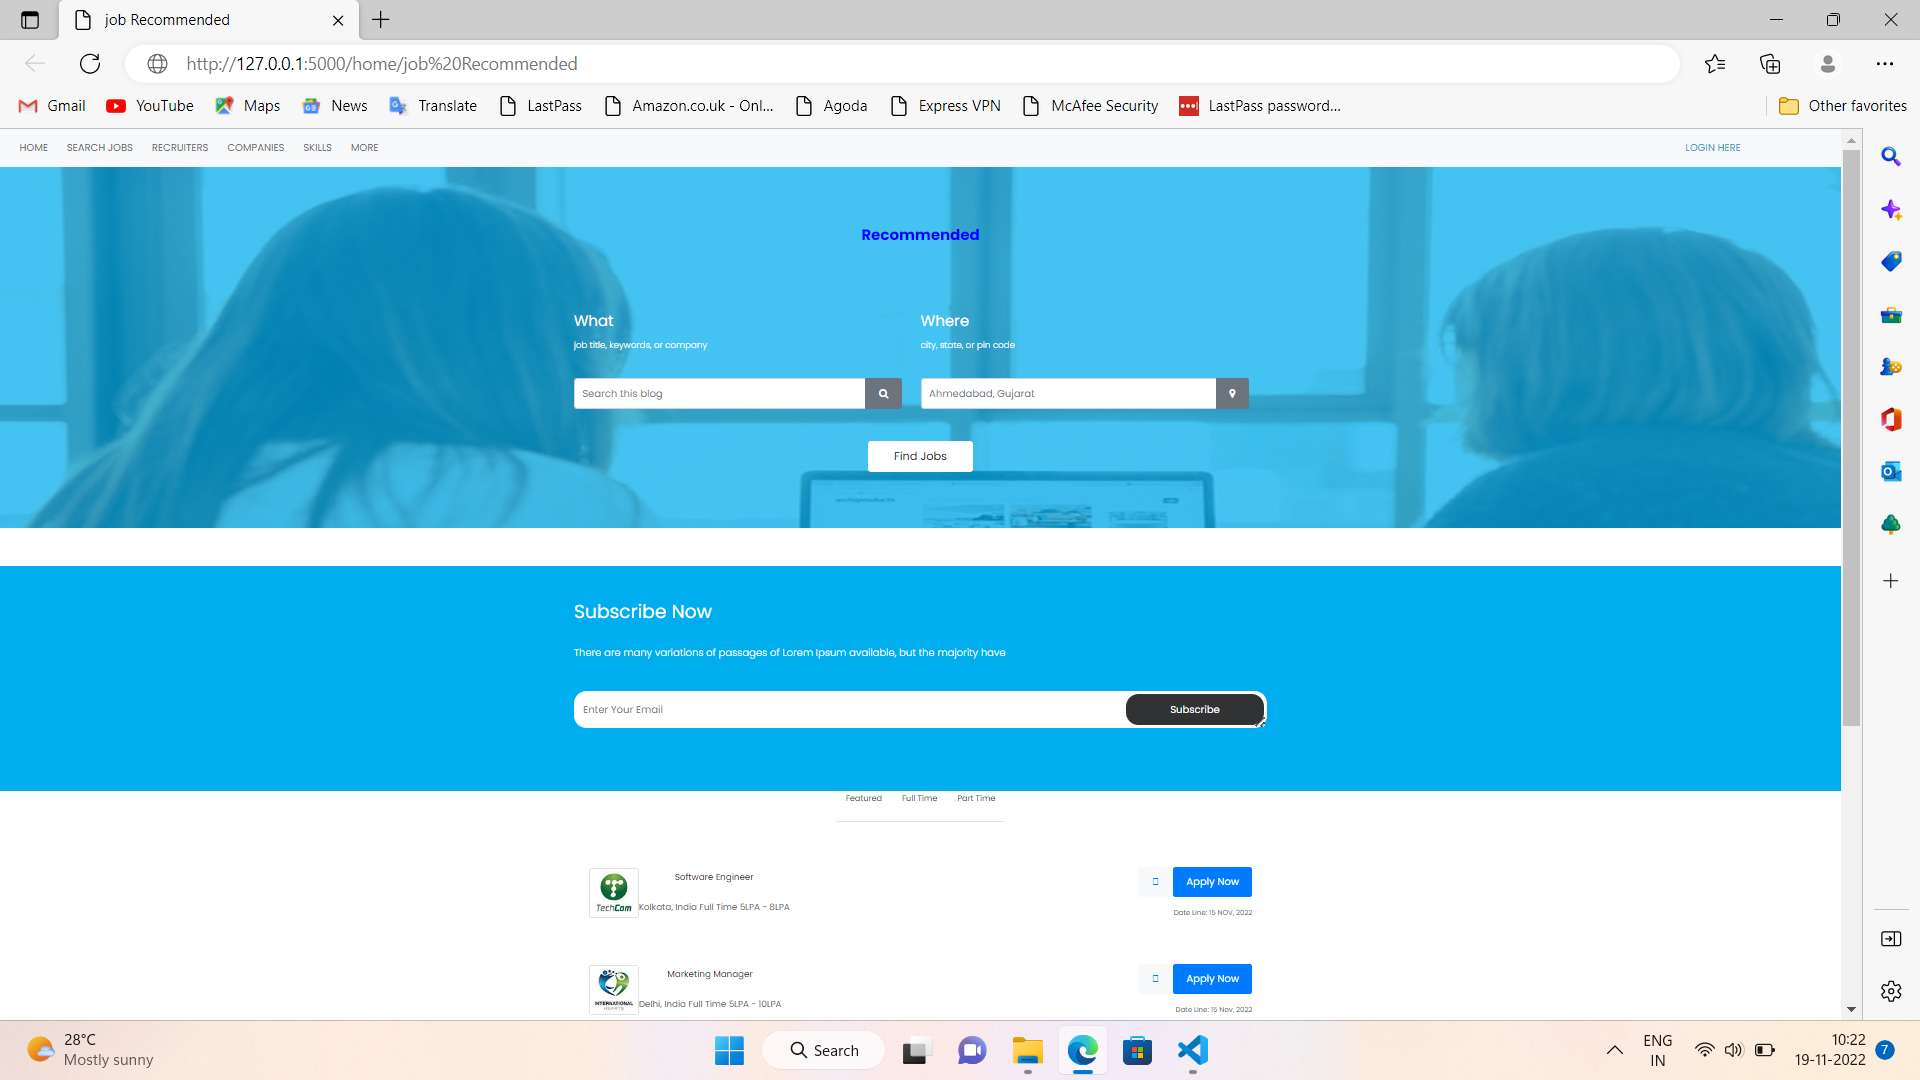 job Recommended
http://127.0.0.1:5000/home/job%20Recommended
Gmail YouTube Maps News Translate LastPass Amazon.co.uk - Onl... Agoda Express VPN McAfee Security LastPass password... Other favorites
HOME SEARCH JOBS RECRUITERS COMPANIES SKILLS MORE LOGIN HERE
Recommended
What Where
job title, keywords, or company city, state, or pin code
Search this blog Ahmedabad, Gujarat
Find Jobs
Subscribe Now
There are many variations of passages of Lorem Ipsum available, but the majority have
Enter Your Email Subscribe
Featured Full Time Part Time
Software Engineer Apply Now
TechCom Kolkata, India Full Time 5LPA - 8LPA Date Line: 15 NOV, 2022
Marketing Manager Apply Now
INTERNATIONAL
HEARTS
Delhi, India Full Time 5LPA - 10LPA Date Line: 15 Nov, 2022
28°C
Mostly sunny
Search
ENG
IN
10:22
19-11-2022
7